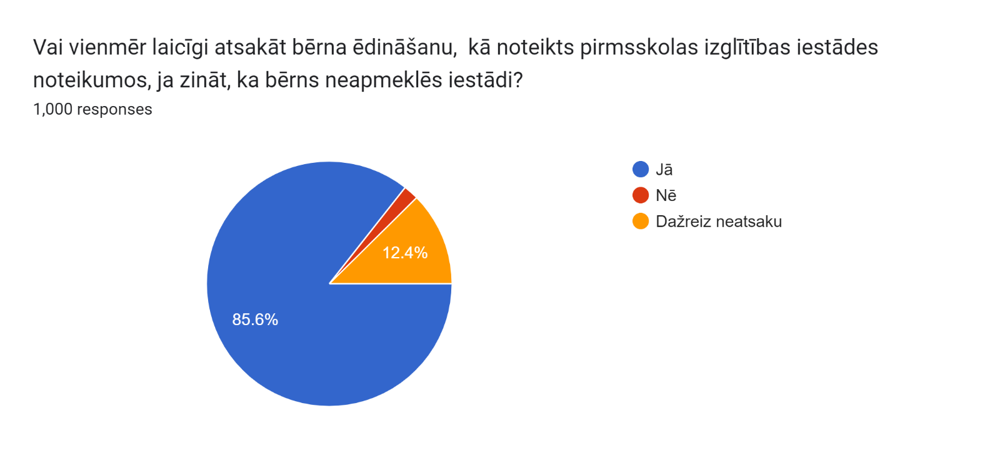 Vai vienmēr laicīgi atsakāt bērna ēdināšanu,  kā noteikts pirmsskolas izglītības iestādes
noteikumos, ja zināt, ka bērns neapmeklēs iestādi?
1,000 responses
Jā
Nē
Dažreiz neatsaku
12.4%
85.6%